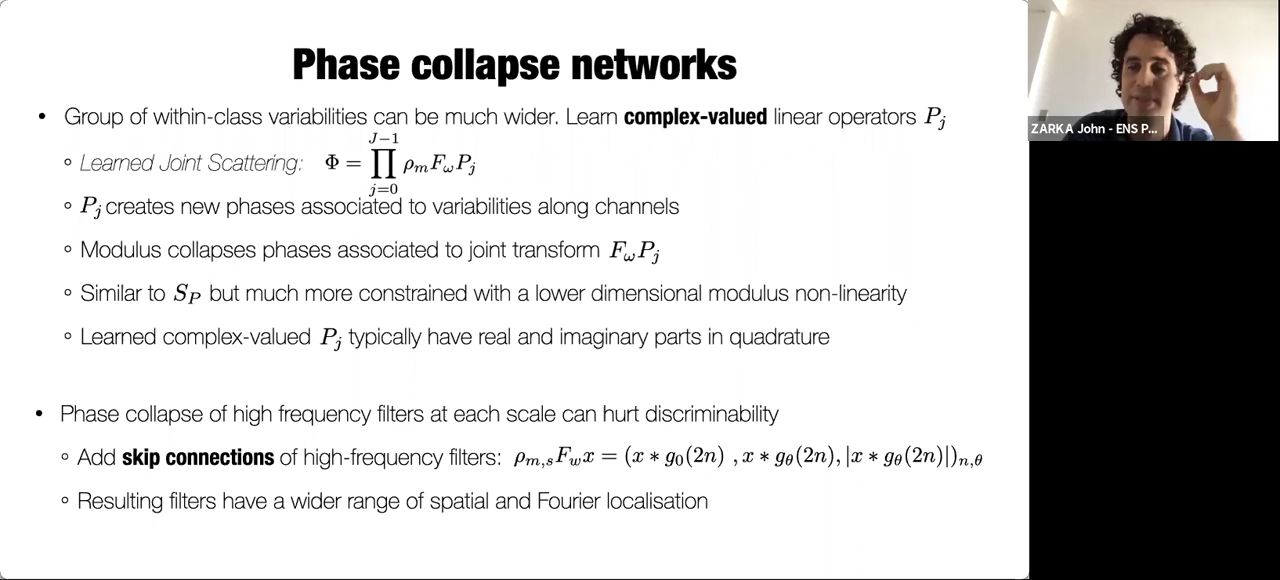 Phase collapse networks
• Group of within-class variabilities can be much wider. Learn complex-valued linear operators P_j
◦ Learned Joint Scattering: Φ = ∏_{j=0}^{J−1} ρ_m F_ω P_j
◦ P_j creates new phases associated to variabilities along channels
◦ Modulus collapses phases associated to joint transform F_ω P_j
◦ Similar to S_P but much more constrained with a lower dimensional modulus non-linearity
◦ Learned complex-valued P_j typically have real and imaginary parts in quadrature
• Phase collapse of high frequency filters at each scale can hurt discriminability
◦ Add skip connections of high-frequency filters: ρ_{m,s} F_w x = (x ∗ g_0(2n) , x ∗ g_θ(2n), |x ∗ g_θ(2n)|)_{n,θ}
◦ Resulting filters have a wider range of spatial and Fourier localisation
ZARKA John - ENS P...